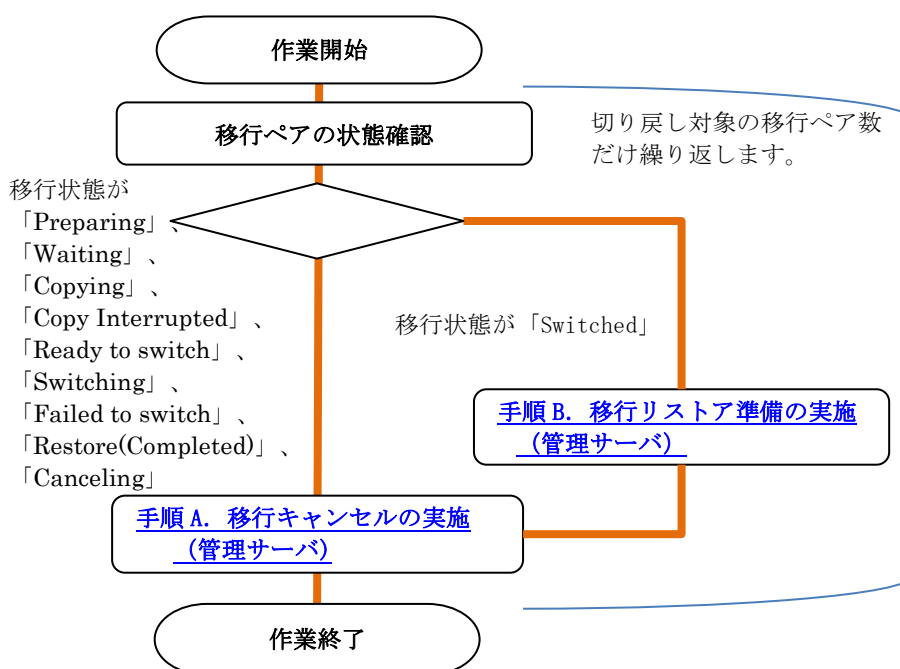 作業開始
移行ペアの状態確認
切り戻し対象の移行ペア数
だけ繰り返します。
移行状態が
「Preparing」、
「Waiting」、
「Copying」、
「Copy Interrupted」、
「Ready to switch」、
「Switching」、
「Failed to switch」、
「Restore(Completed)」、
「Canceling」
移行状態が「Switched」
手順 B. 移行リストア準備の実施
（管理サーバ）
手順 A. 移行キャンセルの実施
（管理サーバ）
作業終了